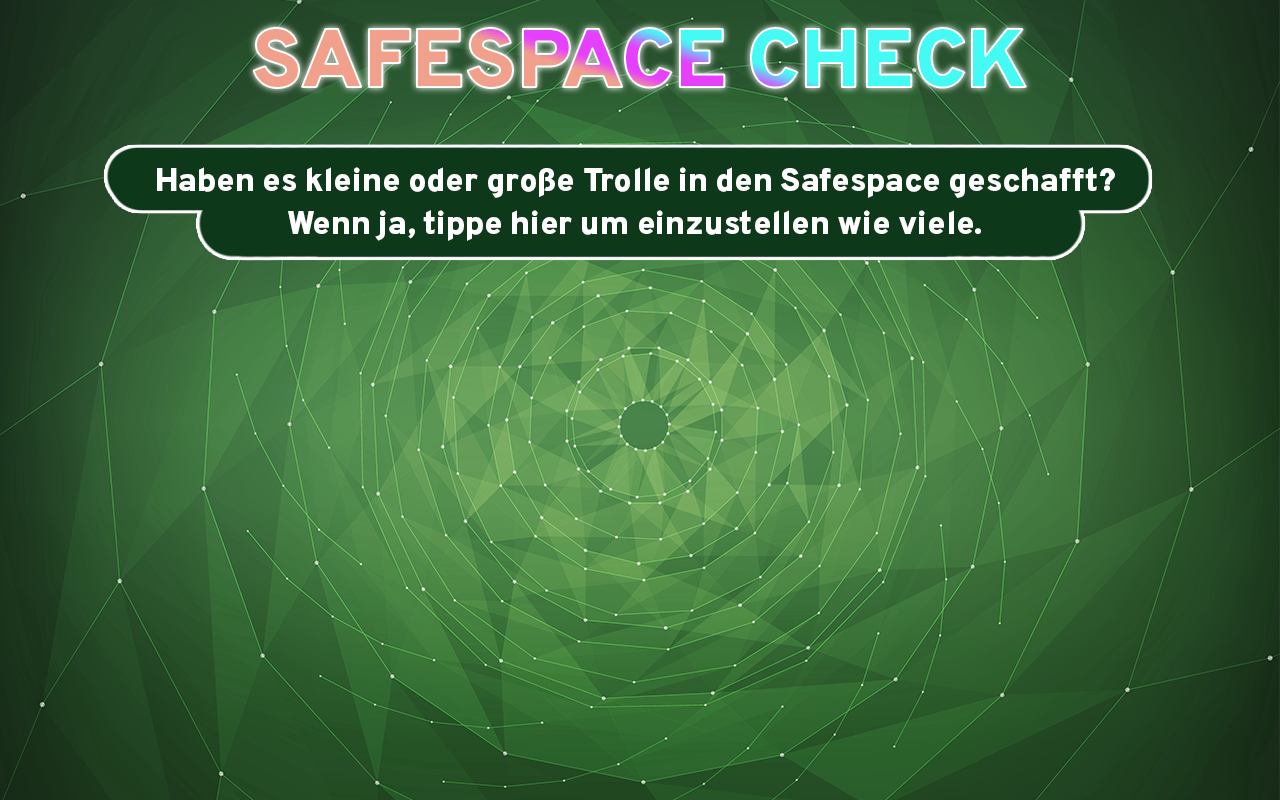 SAFESPACE CHECK
Haben es kleine oder große Trolle in den Safespace geschafft?
Wenn ja, tippe hier um einzustellen wie viele.